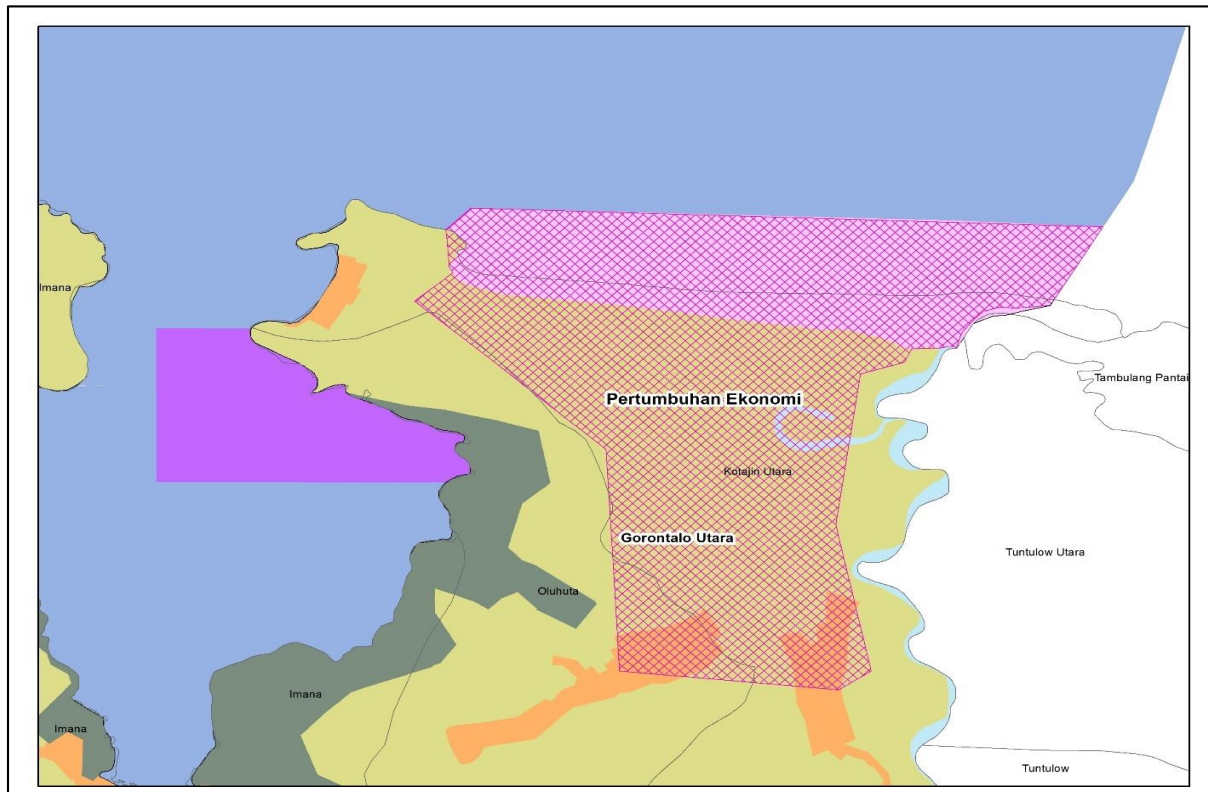 Imana
Tambulang Pantai
Pertumbuhan Ekonomi
Kotajin Utara
Gorontalo Utara
Tuntulow Utara
Oluhuta
Imana
Imana
Tuntulow